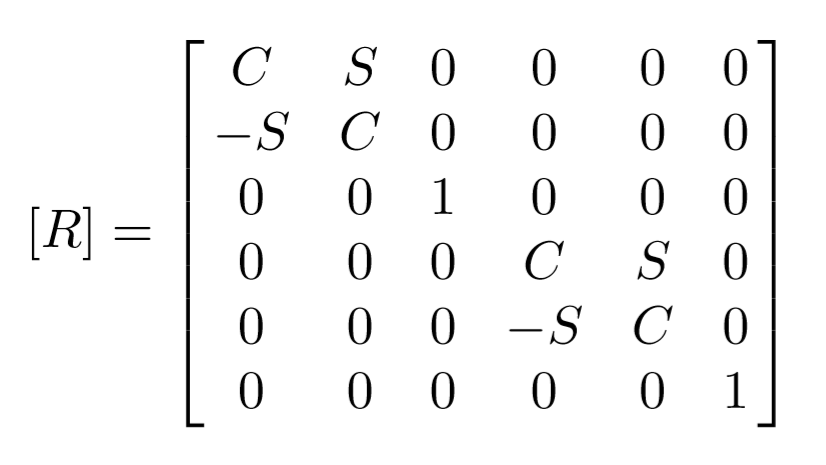 C S 0 0 0 0
−S C 0 0 0 0
0 0 1 0 0 0
[R] = 0 0 0 C S 0
0 0 0 −S C 0
0 0 0 0 0 1